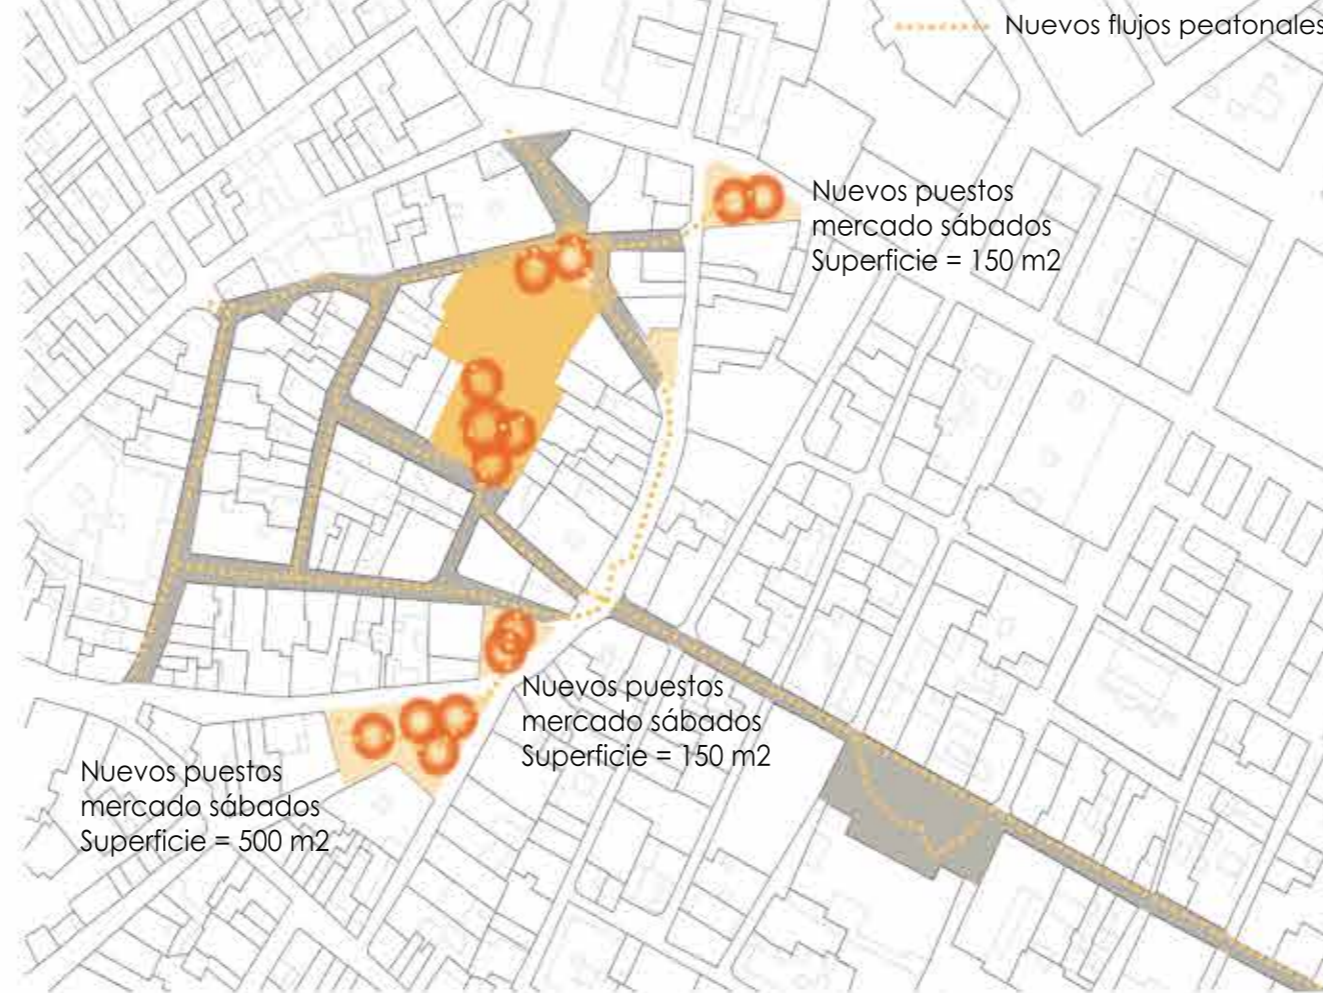 Nuevos flujos peatonales
Nuevos puestos
mercado sábados
Superficie = 150 m2
Nuevos puestos
mercado sábados
Superficie = 150 m2
Nuevos puestos
mercado sábados
Superficie = 500 m2